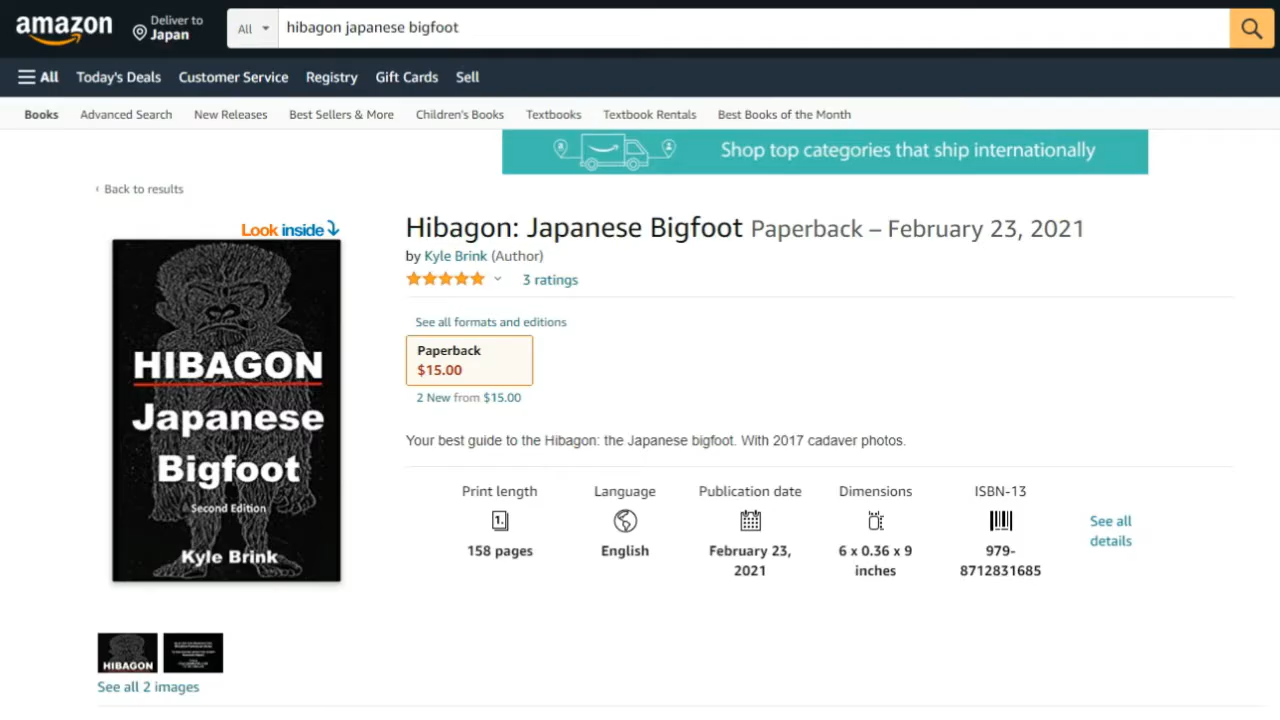 amazon
Deliver to
Japan
All
hibagon japanese bigfoot
All Today's Deals Customer Service Registry Gift Cards Sell
Books Advanced Search New Releases Best Sellers & More Children's Books Textbooks Textbook Rentals Best Books of the Month
Shop top categories that ship internationally
‹ Back to results
Look inside
HIBAGON
Japanese
Bigfoot
Second Edition
Kyle Brink
HIBAGON
See all 2 images
Hibagon: Japanese Bigfoot Paperback – February 23, 2021
by Kyle Brink (Author)
3 ratings
See all formats and editions
Paperback
$15.00
2 New from $15.00
Your best guide to the Hibagon: the Japanese bigfoot. With 2017 cadaver photos.
Print length
1.
158 pages
Language
English
Publication date
February 23,
2021
Dimensions
6 x 0.36 x 9
inches
ISBN-13
979-
8712831685
See all
details